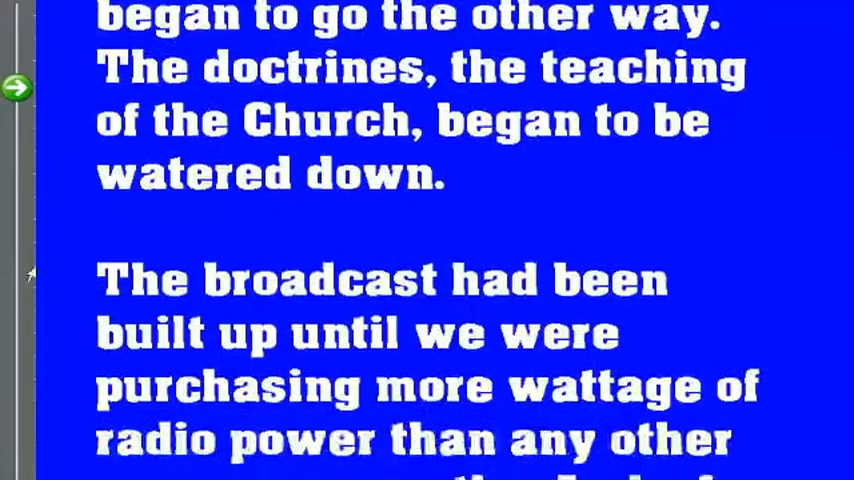 began to go the other way.
The doctrines, the teaching
of the Church, began to be
watered down.
The broadcast had been
built up until we were
purchasing more wattage of
radio power than any other